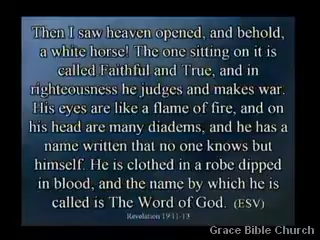 Then I saw heaven opened, and behold,
a white horse! The one sitting on it is
called Faithful and True, and in
righteousness he judges and makes war.
His eyes are like a flame of fire, and on
his head are many diadems, and he has a
name written that no one knows but
himself. He is clothed in a robe dipped
in blood, and the name by which he is
called is The Word of God. (ESV)
Revelation 19:11-13
Grace Bible Church